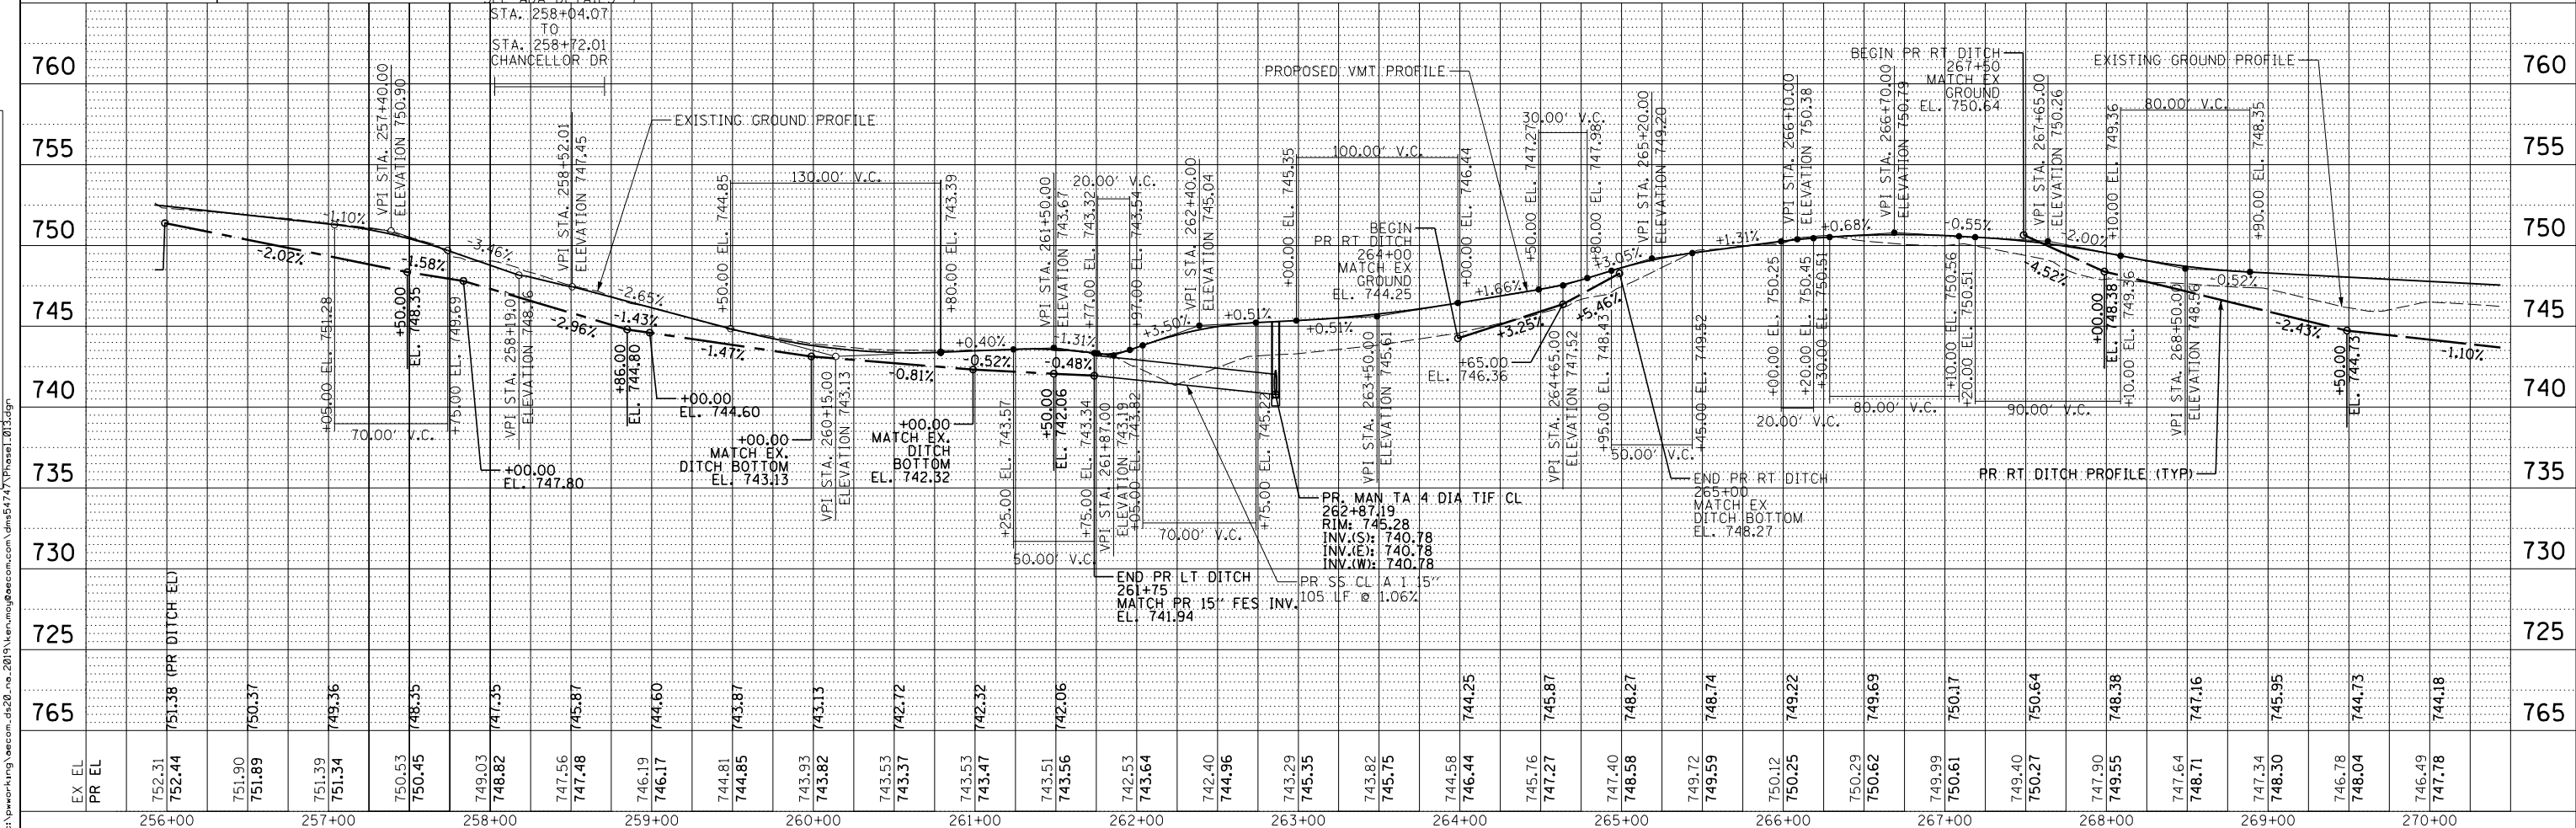 STA. 258+04.07
TO
STA. 258+72.01
CHANCELLOR DR
760
755
750
745
740
735
730
725
765
760
755
750
745
740
735
730
725
765
VPI STA. 257+40.00
ELEVATION 750.90
-1.10%
-3.46%
-2.02%
-1.58%
+50.00
EL. 748.35
+05.00 EL. 751.28
70.00' V.C.
+75.00 EL. 749.69
+00.00
EL. 747.80
VPI STA. 258+19.01
ELEVATION 748.16
VPI STA. 258+52.01
ELEVATION 747.45
EXISTING GROUND PROFILE
-2.65%
-2.96%
-1.43%
-1.47%
+86.00
EL. 744.80
+00.00
EL. 744.60
+50.00 EL. 744.85
130.00' V.C.
+80.00 EL. 743.39
+00.00
MATCH EX.
DITCH BOTTOM
EL. 743.13
VPI STA. 260+15.00
ELEVATION 743.13
-0.81%
+00.00
MATCH EX.
DITCH
BOTTOM
EL. 742.32
+0.40%
-0.52%
-1.31%
-0.48%
VPI STA. 261+50.00
ELEVATION 743.67
20.00' V.C.
+77.00 EL. 743.32
+97.00 EL. 743.54
+25.00 EL. 743.57
+50.00
EL. 742.06
50.00' V.C.
+75.00 EL. 743.34
VPI STA. 261+87.00
ELEVATION 743.19
+05.00 EL. 743.82
70.00' V.C.
+75.00 EL. 745.22
VPI STA. 262+40.00
ELEVATION 745.04
+3.50%
+0.51%
+0.51%
END PR LT DITCH
261+75
MATCH PR 15'' FES INV.
EL. 741.94
PR SS CL A 1 15''
105 LF @ 1.06%
PR. MAN TA 4 DIA TIF CL
262+87.19
RIM: 745.28
INV.(S): 740.78
INV.(E): 740.78
INV.(W): 740.78
+00.00 EL. 745.35
100.00' V.C.
+00.00 EL. 746.44
VPI STA. 263+50.00
ELEVATION 745.61
PROPOSED VMT PROFILE
BEGIN
PR RT DITCH
264+00
MATCH EX
GROUND
EL. 744.25
+1.66%
+3.25%
+65.00
EL. 746.36
30.00' V.C.
+50.00 EL. 747.27
+80.00 EL. 747.98
VPI STA. 264+65.00
ELEVATION 747.52
+3.05%
+5.46%
VPI STA. 265+20.00
ELEVATION 749.20
+95.00 EL. 748.43
50.00' V.C.
+45.00 EL. 749.52
END PR RT DITCH
265+00
MATCH EX
DITCH BOTTOM
EL. 748.27
+1.31%
VPI STA. 266+10.00
ELEVATION 750.38
+00.00 EL. 750.25
+20.00 EL. 750.45
20.00' V.C.
+30.00 EL. 750.51
80.00' V.C.
+10.00 EL. 750.56
+0.68%
VPI STA. 266+70.00
ELEVATION 750.79
-0.55%
+20.00 EL. 750.51
90.00' V.C.
+10.00 EL. 749.36
BEGIN PR RT DITCH
267+50
MATCH EX
GROUND
EL. 750.64
VPI STA. 267+65.00
ELEVATION 750.26
-2.00%
-4.52%
+00.00
EL. 748.38
+10.00 EL. 749.36
80.00' V.C.
+90.00 EL. 748.35
VPI STA. 268+50.00
ELEVATION 748.56
-0.52%
PR RT DITCH PROFILE (TYP)
EXISTING GROUND PROFILE
-2.43%
+50.00
EL. 744.73
-1.10%
751.38 (PR DITCH EL)
750.37
749.36
748.35
747.35
745.87
744.60
743.87
743.13
742.72
742.32
742.06
744.25
745.87
748.27
748.74
749.22
749.69
750.17
750.64
748.38
747.16
745.95
744.73
744.18
EX EL
PR EL
752.31
752.44
751.90
751.89
751.39
751.34
750.53
750.45
749.03
748.82
747.56
747.48
746.19
746.17
744.81
744.85
743.82
743.82
743.53
743.37
743.53
743.47
743.51
743.56
742.53
743.64
742.40
744.96
743.29
745.35
743.82
745.75
744.58
746.44
745.76
747.27
747.40
748.58
749.72
749.59
750.12
750.25
750.29
750.62
749.99
750.61
749.40
750.27
747.90
749.55
747.64
748.71
747.34
748.30
746.78
748.04
746.49
747.78
256+00
257+00
258+00
259+00
260+00
261+00
262+00
263+00
264+00
265+00
266+00
267+00
268+00
269+00
270+00